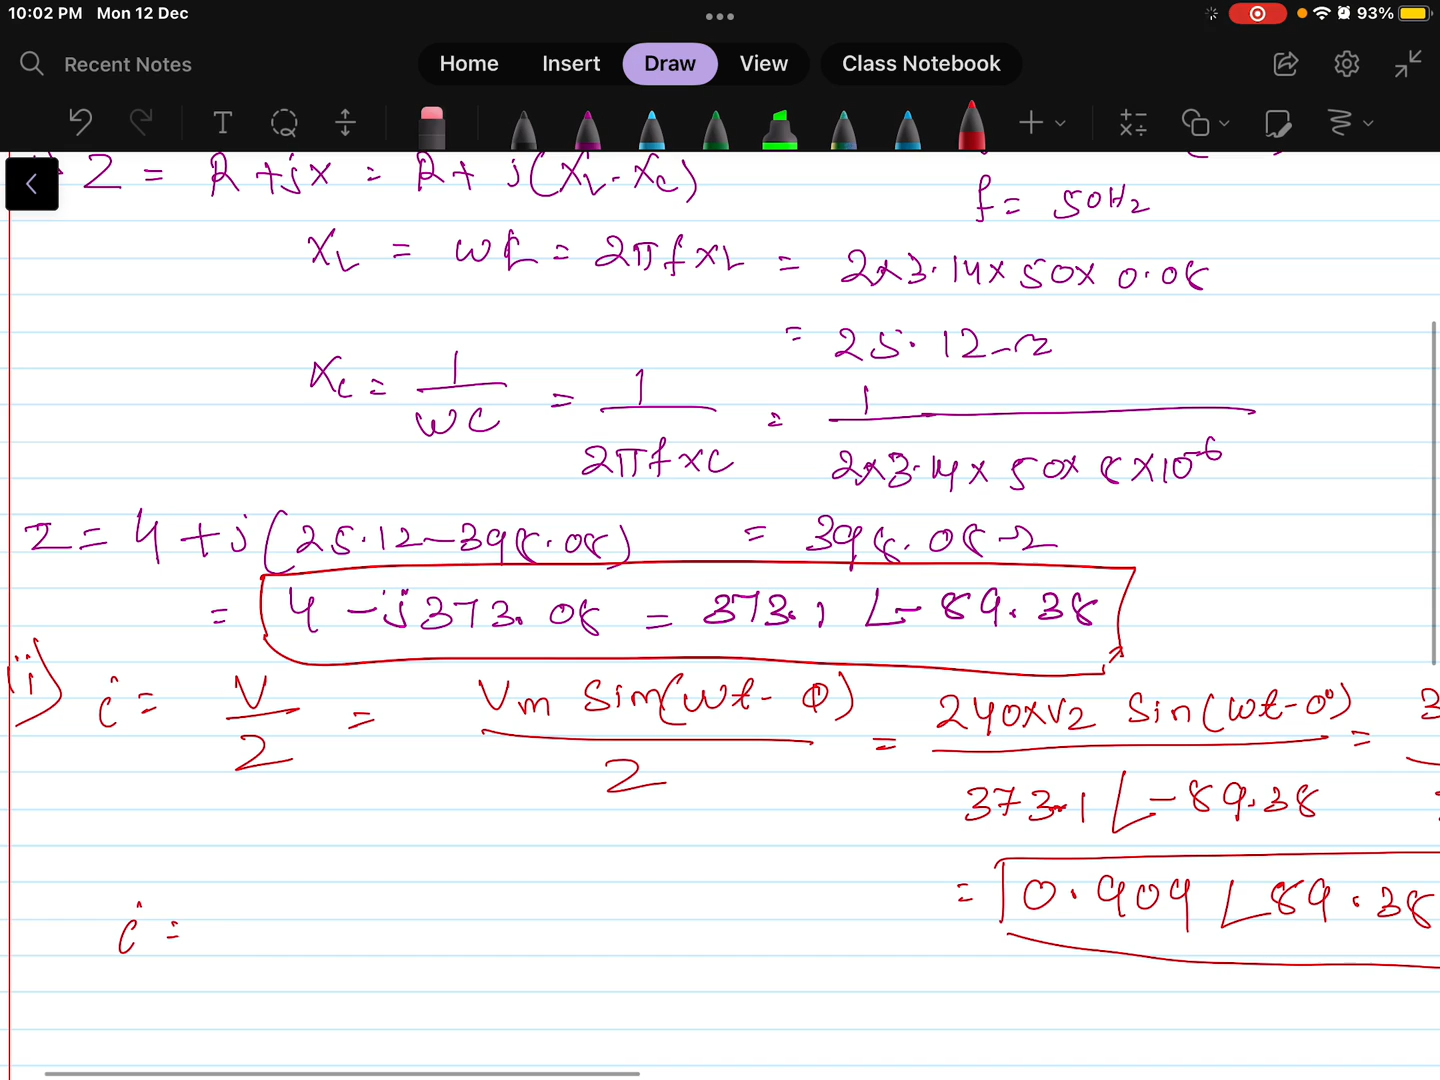 10:02 PM Mon 12 Dec 93%
Recent Notes Home Insert Draw View Class Notebook
T
Z = R + jx = R + j(XL - Xc)
f = 50Hz
XL = ωL = 2πf×L = 2×3.14×50×0.08
= 25.12 Ω
Xc = 1/ωC = 1/2πf×C = 1/2×3.14×50×8×10^-6
Z = 4 + j(25.12-398.08) = 398.08 Ω
= 4 - j373.08 = 373.1 ∠-89.38
ii) i = V/Z = Vm Sin(ωt - φ)/Z = 240×√2 Sin(ωt-0°)/373.1 ∠-89.38 =
= 0.909 ∠89.38
i =